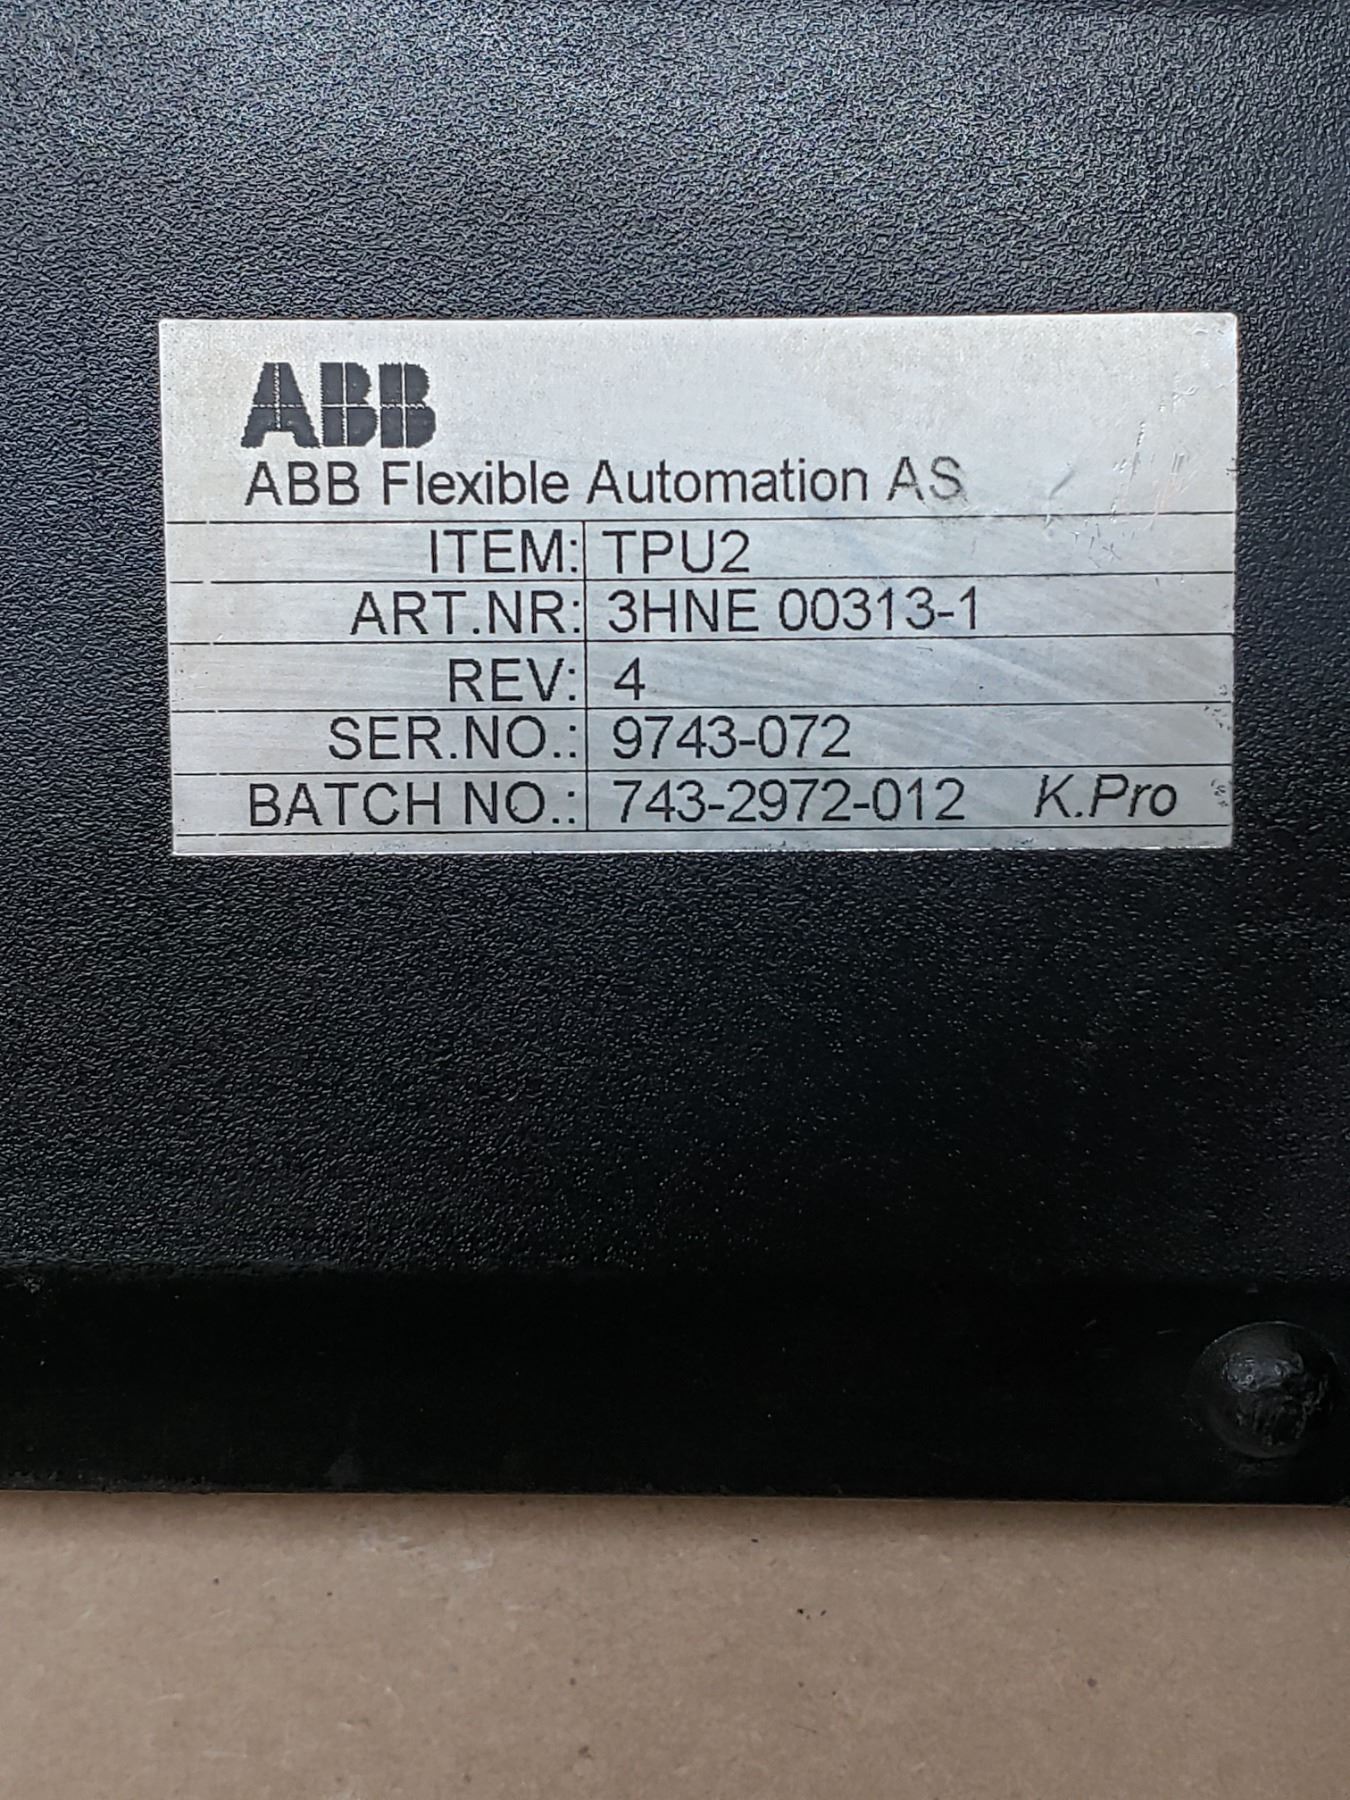 ABB
ABB Flexible Automation AS
ITEM: TPU2
ART.NR: 3HNE 00313-1
REV: 4
SER.NO.: 9743-072
BATCH NO.: 743-2972-012 K.Pro